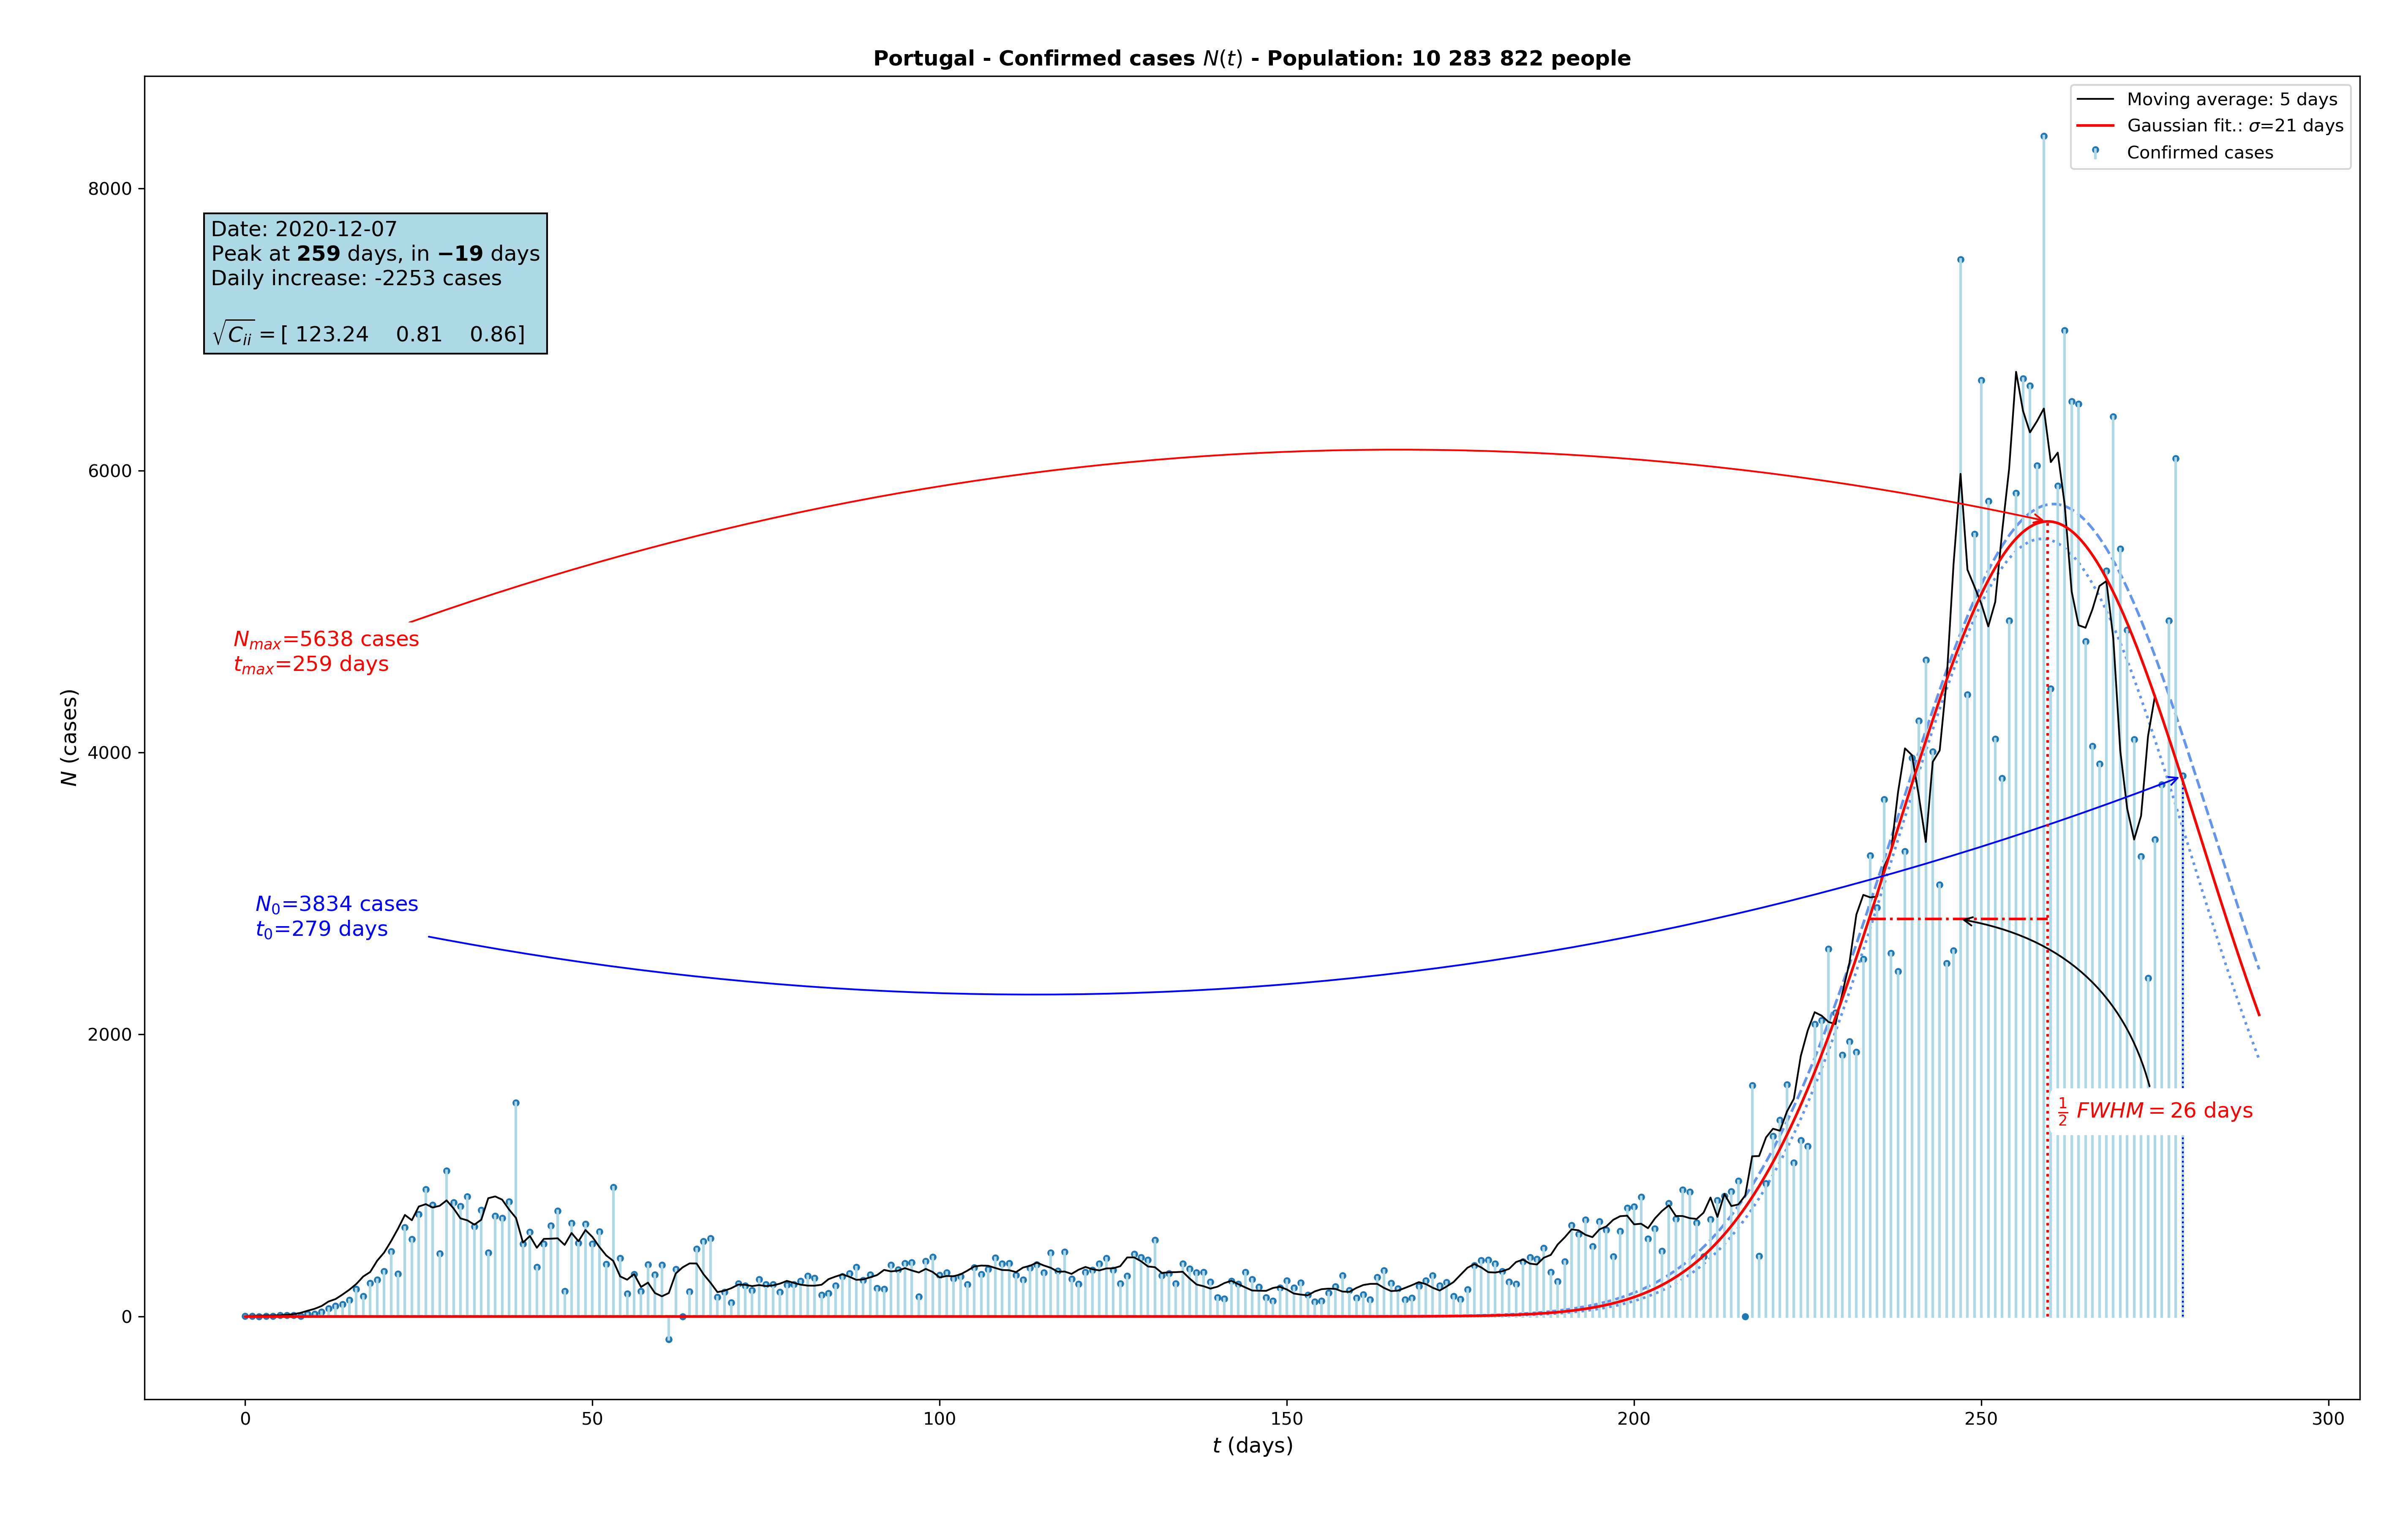 Portugal - Confirmed cases N(t) - Population: 10 283 822 people
Moving average: 5 days
Gaussian fit.: σ=21 days
Confirmed cases
Date: 2020-12-07
Peak at 259 days, in −19 days
Daily increase: -2253 cases
√C_ii = [ 123.24 0.81 0.86]
N_max=5638 cases
t_max=259 days
N_0=3834 cases
t_0=279 days
1/2 FWHM = 26 days
N (cases)
8000
6000
4000
2000
0
0 50 100 150 200 250 300
t (days)